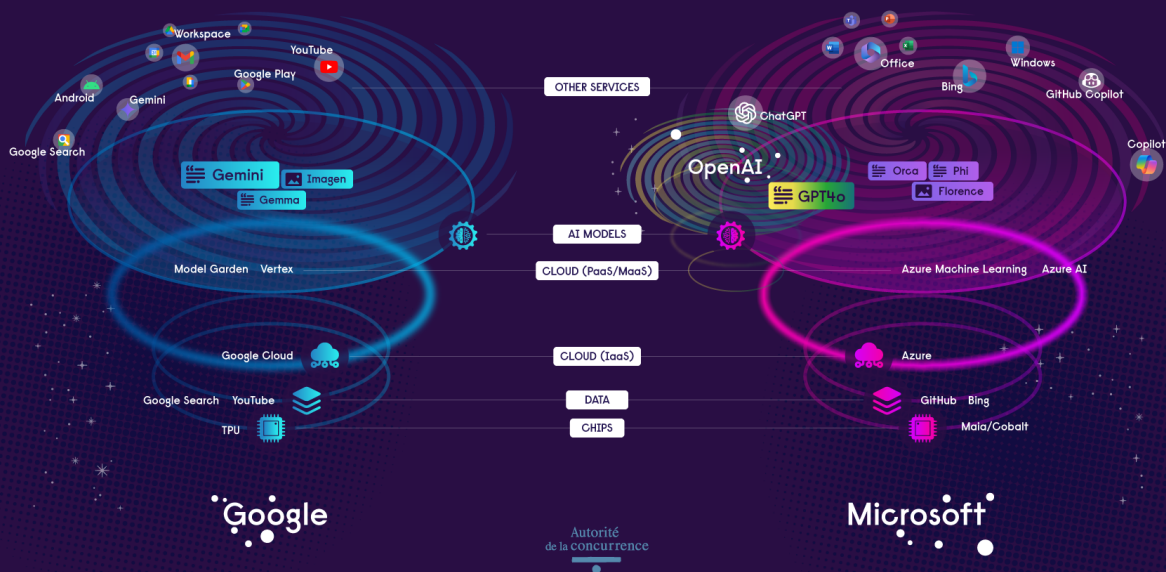 Workspace
YouTube
Google Play
Android
Gemini
Google Search
Gemini
Imagen
Gemma
Model Garden Vertex
Google Cloud
Google Search YouTube
TPU
Google
OTHER SERVICES
AI MODELS
CLOUD (PaaS/MaaS)
CLOUD (IaaS)
DATA
CHIPS
Autorité
de la concurrence
ChatGPT
OpenAI
GPT4o
Office
Windows
Bing
GitHub Copilot
Copilot
Orca
Phi
Florence
Azure Machine Learning Azure AI
Azure
GitHub Bing
Maia/Cobalt
Microsoft